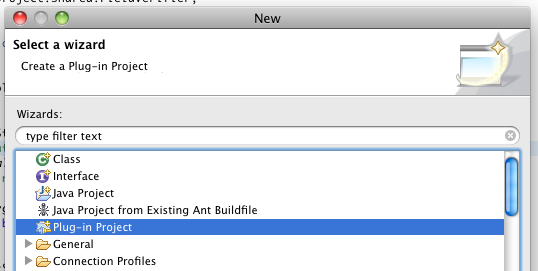 New
Select a wizard
Create a Plug-in Project
Wizards:
type filter text
Class
Interface
Java Project
Java Project from Existing Ant Buildfile
Plug-in Project
General
Connection Profiles